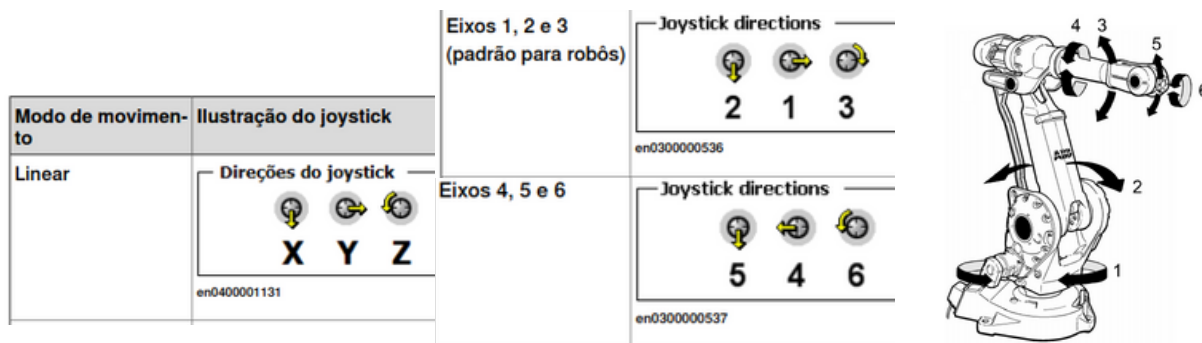 Modo de movimen-
to
Ilustração do joystick
Linear
Direções do joystick
X Y Z
en0400001131
Eixos 1, 2 e 3
(padrão para robôs)
Joystick directions
2 1 3
en0300000536
Eixos 4, 5 e 6
Joystick directions
5 4 6
en0300000537
4 3
5
6
2
1